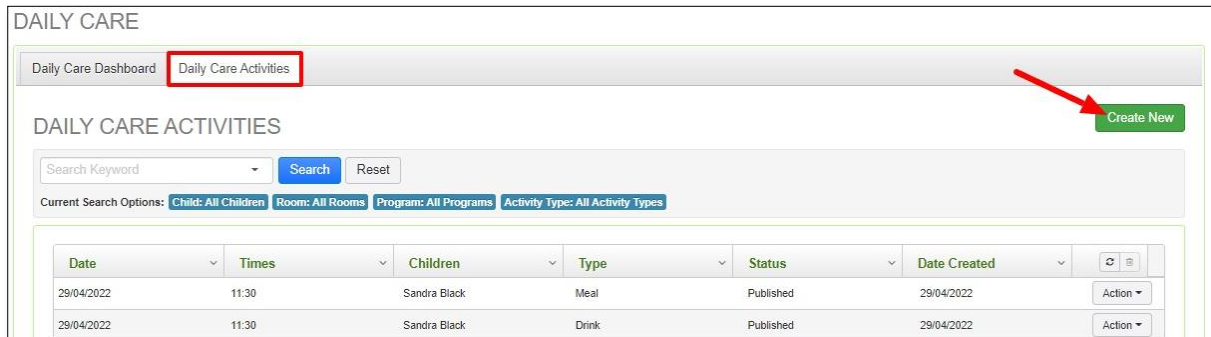 DAILY CARE
Daily Care Dashboard Daily Care Activities
DAILY CARE ACTIVITIES
Create New
Search Keyword Search Reset
Current Search Options: Child: All Children Room: All Rooms Program: All Programs Activity Type: All Activity Types
Date Times Children Type Status Date Created
29/04/2022 11:30 Sandra Black Meal Published 29/04/2022 Action
29/04/2022 11:30 Sandra Black Drink Published 29/04/2022 Action